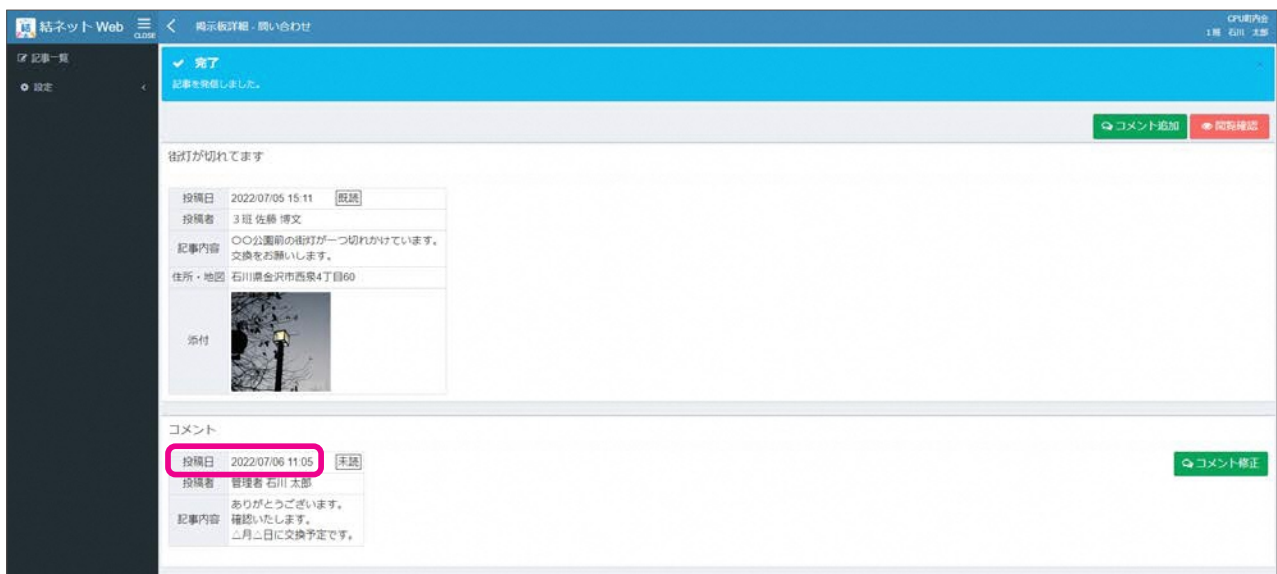 結 結ネット Web CLOSE
掲示板詳細 - 問い合わせ
CPU町内会
1班 石川 太郎
記事一覧
設定
完了
記事を発信しました。
コメント追加 閲覧確認
街灯が切れてます
投稿日 2022/07/05 15:11 既読
投稿者 3班 佐藤 博文
記事内容 〇〇公園前の街灯が一つ切れかけています。
交換をお願いします。
住所・地図 石川県金沢市西泉4丁目60
添付
コメント
投稿日 2022/07/06 11:05 未読
コメント修正
投稿者 管理者 石川 太郎
記事内容 ありがとうございます。
確認いたします。
△月△日に交換予定です。